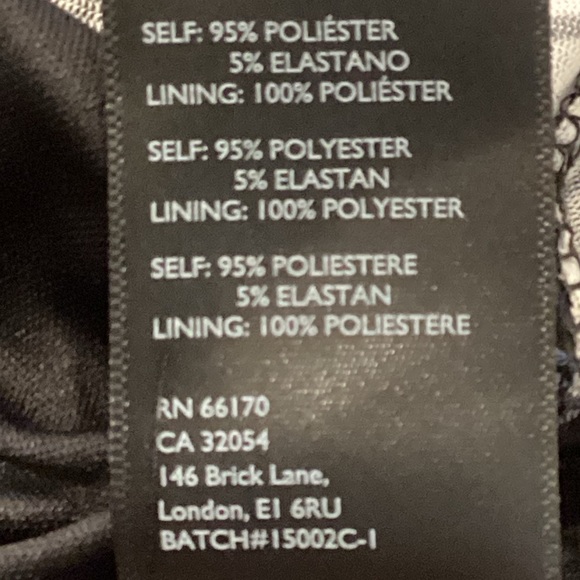 SELF: 95% POLIÉSTER
5% ELASTANO
LINING: 100% POLIÉSTER
SELF: 95% POLYESTER
5% ELASTAN
LINING: 100% POLYESTER
SELF: 95% POLIESTERE
5% ELASTAN
LINING: 100% POLIESTERE
RN 66170
CA 32054
146 Brick Lane,
London, E1 6RU
BATCH#15002C-1